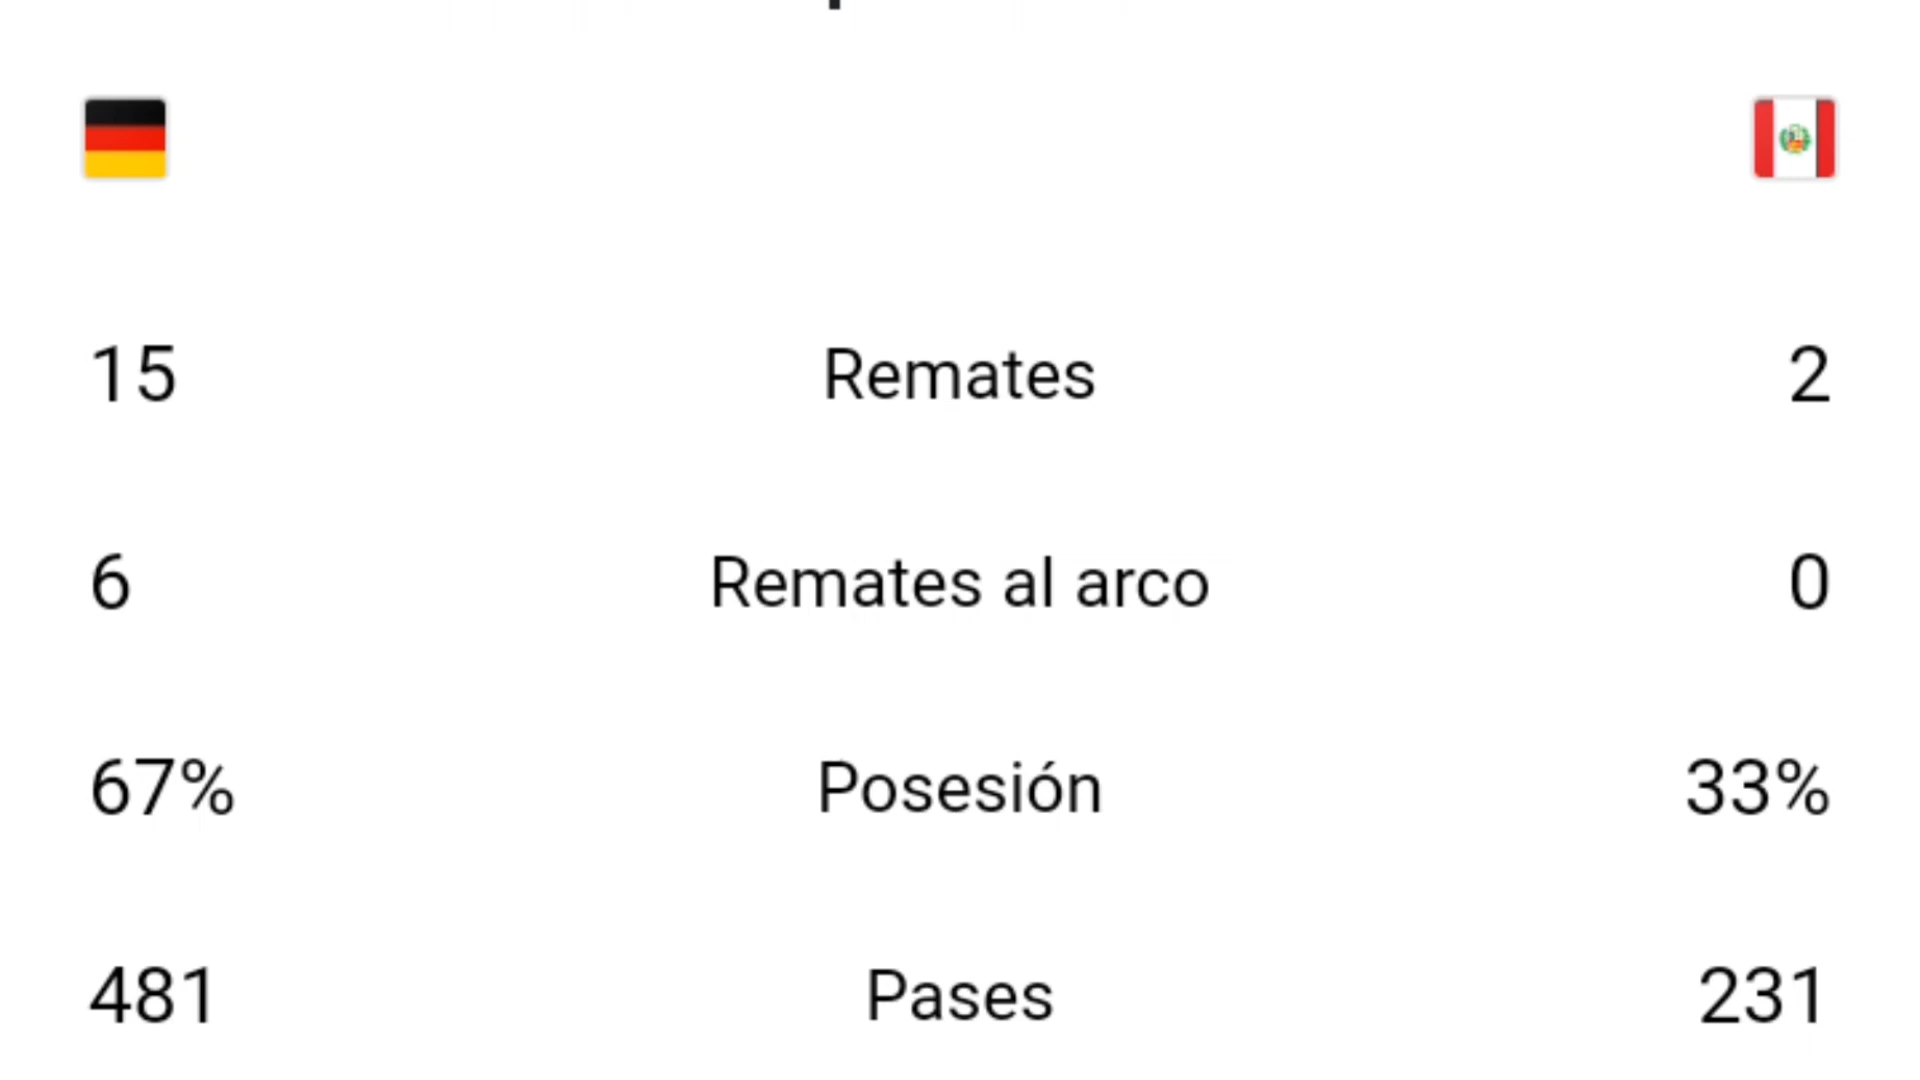 15 Remates 2
6 Remates al arco 0
67% Posesión 33%
481 Pases 231